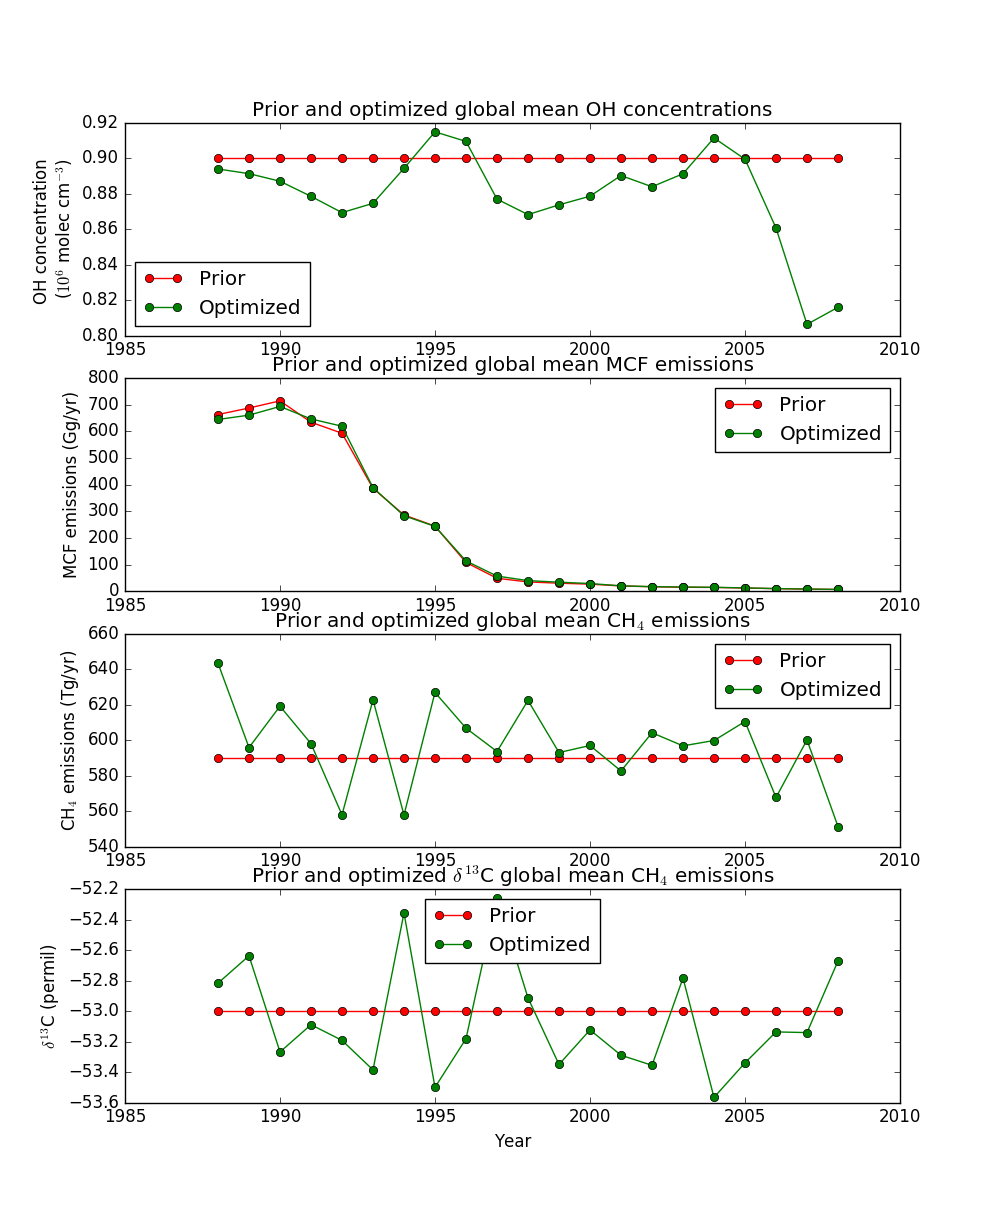 Prior and optimized global mean OH concentrations
0.92
0.90
0.88
0.86
0.84
0.82
0.80
OH concentration
(10⁶ molec cm⁻³)
Prior
Optimized
1985 1990 1995 2000 2005 2010
Prior and optimized global mean MCF emissions
800
700
600
500
400
300
200
100
0
MCF emissions (Gg/yr)
Prior
Optimized
1985 1990 1995 2000 2005 2010
Prior and optimized global mean CH₄ emissions
660
640
620
600
580
560
540
CH₄ emissions (Tg/yr)
Prior
Optimized
1985 1990 1995 2000 2005 2010
Prior and optimized δ¹³C global mean CH₄ emissions
−52.2
−52.4
−52.6
−52.8
−53.0
−53.2
−53.4
−53.6
δ¹³C (permil)
Prior
Optimized
1985 1990 1995 2000 2005 2010
Year